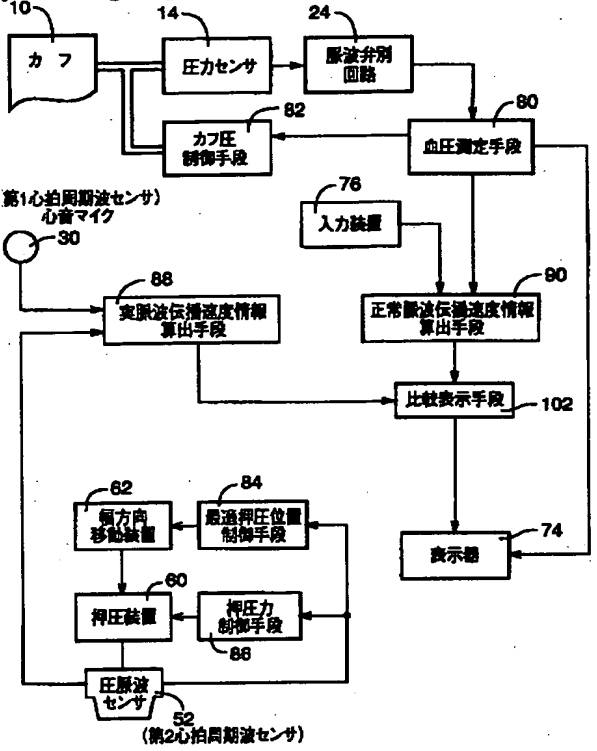 10
カフ
14
圧力センサ
24
脈波弁別
回路
82
カフ圧
制御手段
80
血圧測定手段
(第1心拍周期波センサ)
心音マイク
30
76
入力装置
88
実脈波伝播速度情報
算出手段
90
正常脈波伝播速度情報
算出手段
比較表示手段
102
62
幅方向
移動装置
84
最適押圧位置
制御手段
74
表示器
60
押圧装置
押圧力
制御手段
86
圧脈波
センサ
52
(第2心拍周期波センサ)